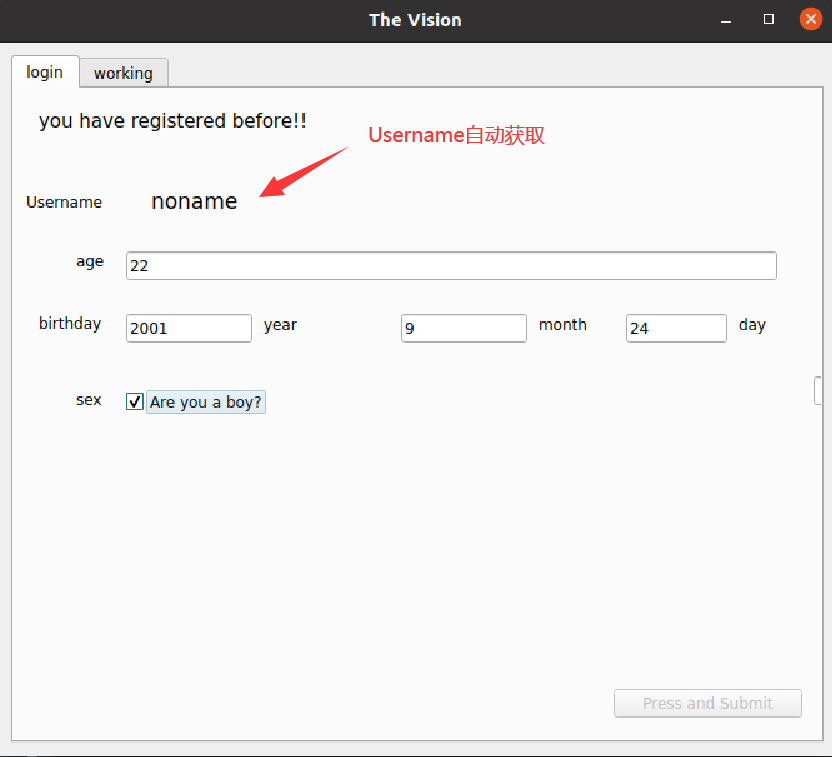 The Vision
login working
you have registered before!!
Username自动获取
Username noname
age 22
birthday 2001 year 9 month 24 day
sex Are you a boy?
Press and Submit